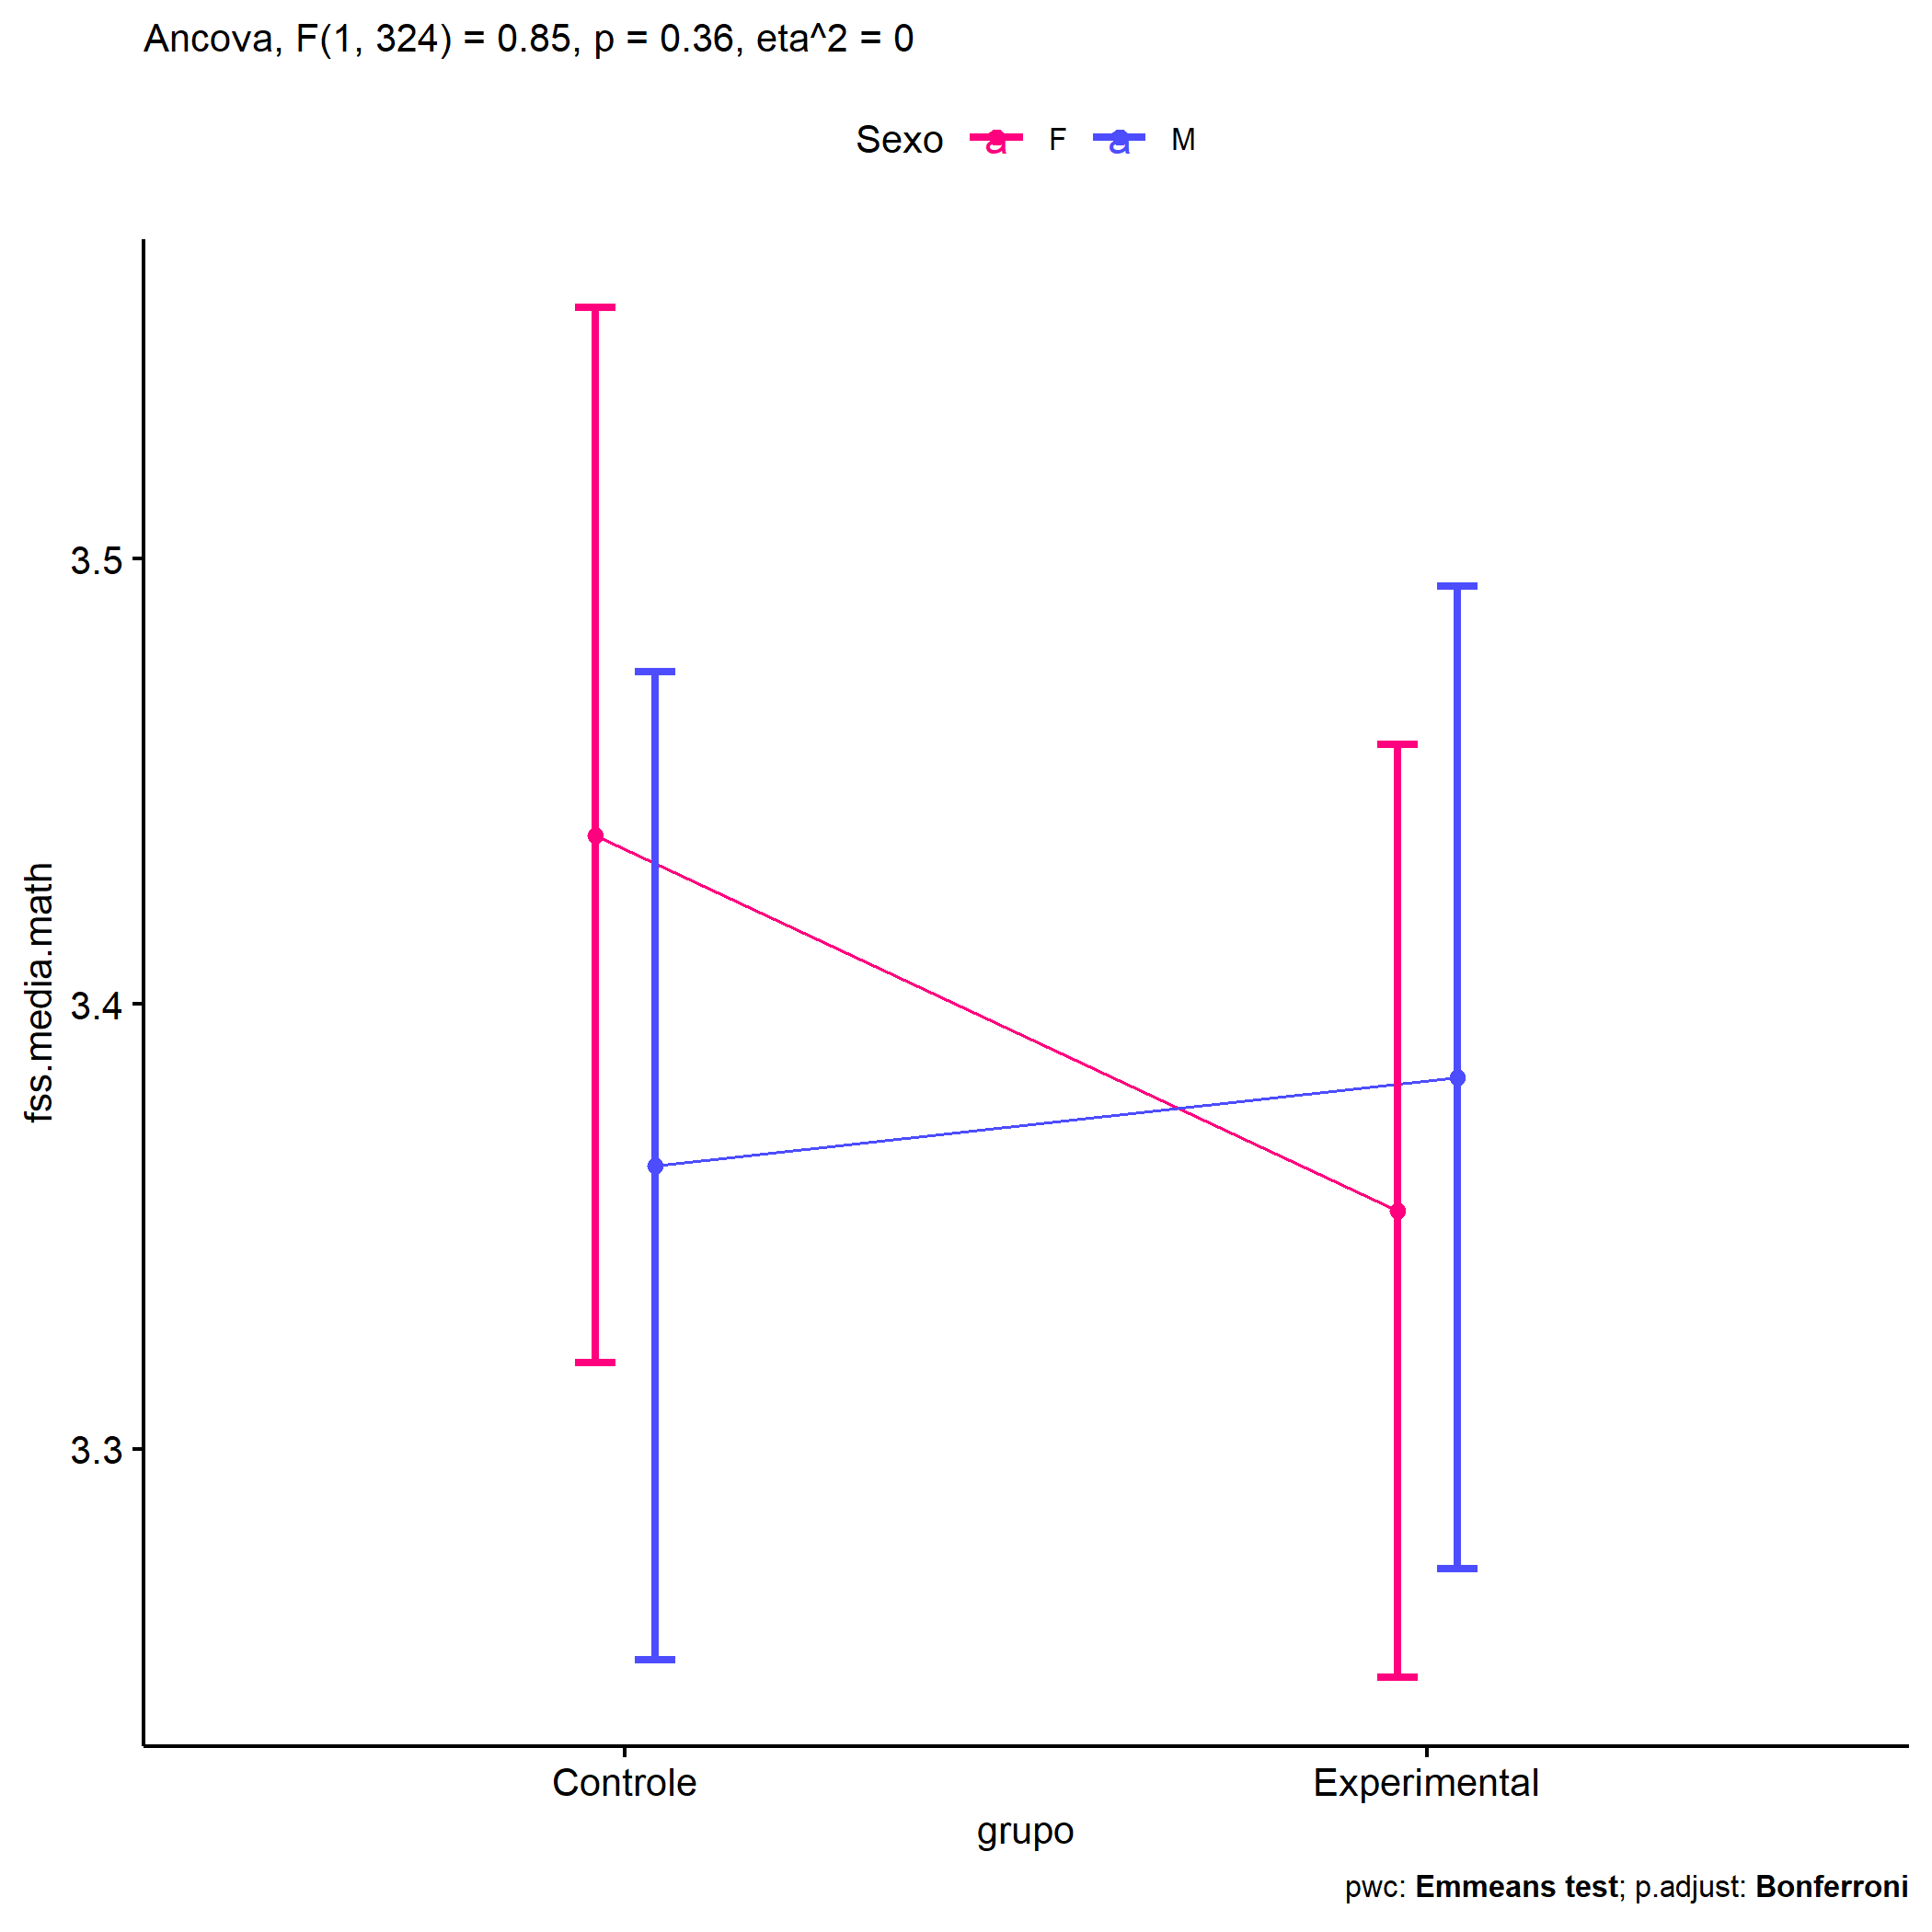 Ancova, F(1, 324) = 0.85, p = 0.36, eta^2 = 0
Sexo a F a M
3.5
3.4
3.3
fss.media.math
Controle Experimental
grupo
pwc: Emmeans test; p.adjust: Bonferroni